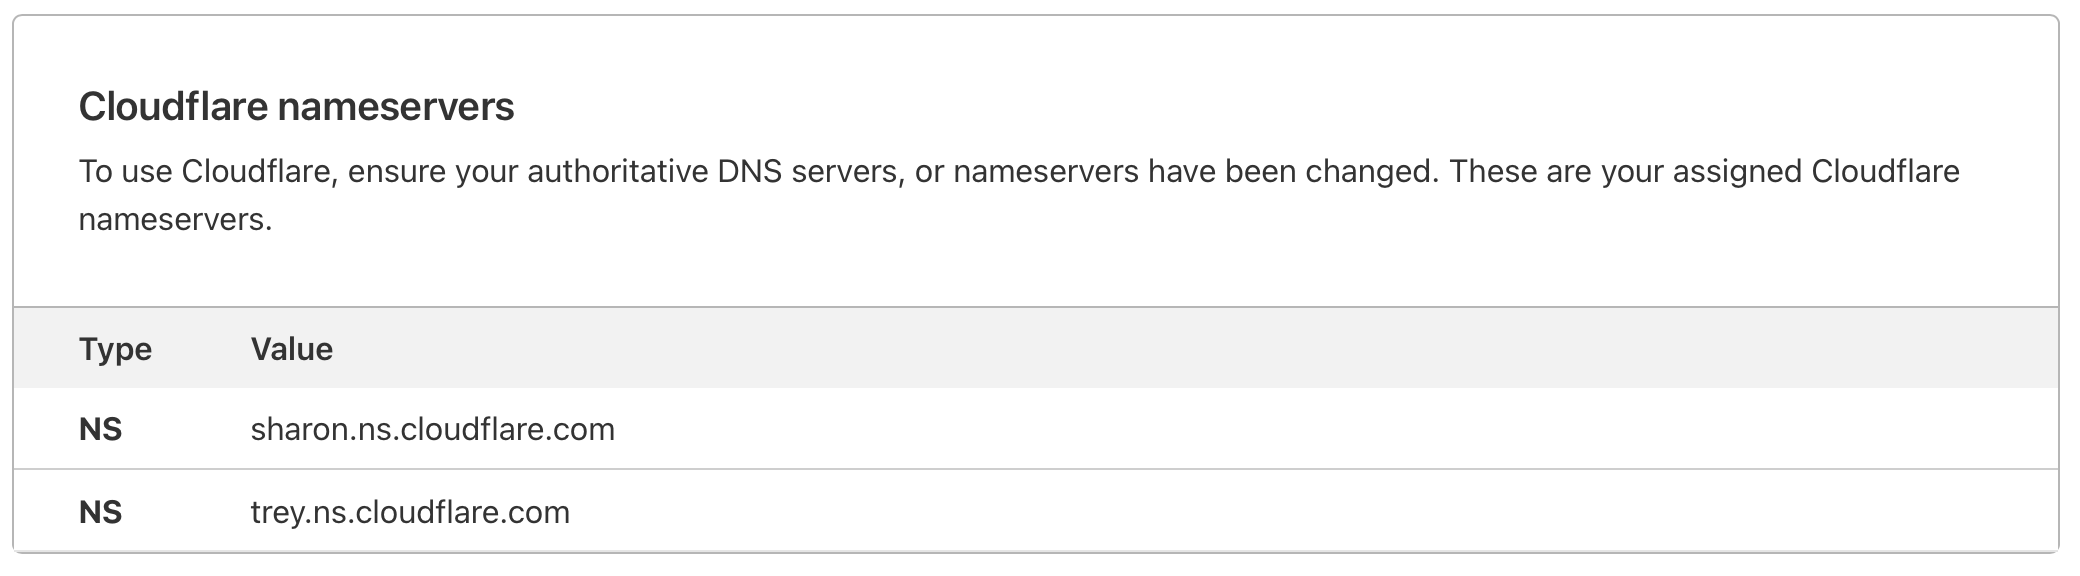 Cloudflare nameservers
To use Cloudflare, ensure your authoritative DNS servers, or nameservers have been changed. These are your assigned Cloudflare
nameservers.
Type Value
NS sharon.ns.cloudflare.com
NS trey.ns.cloudflare.com